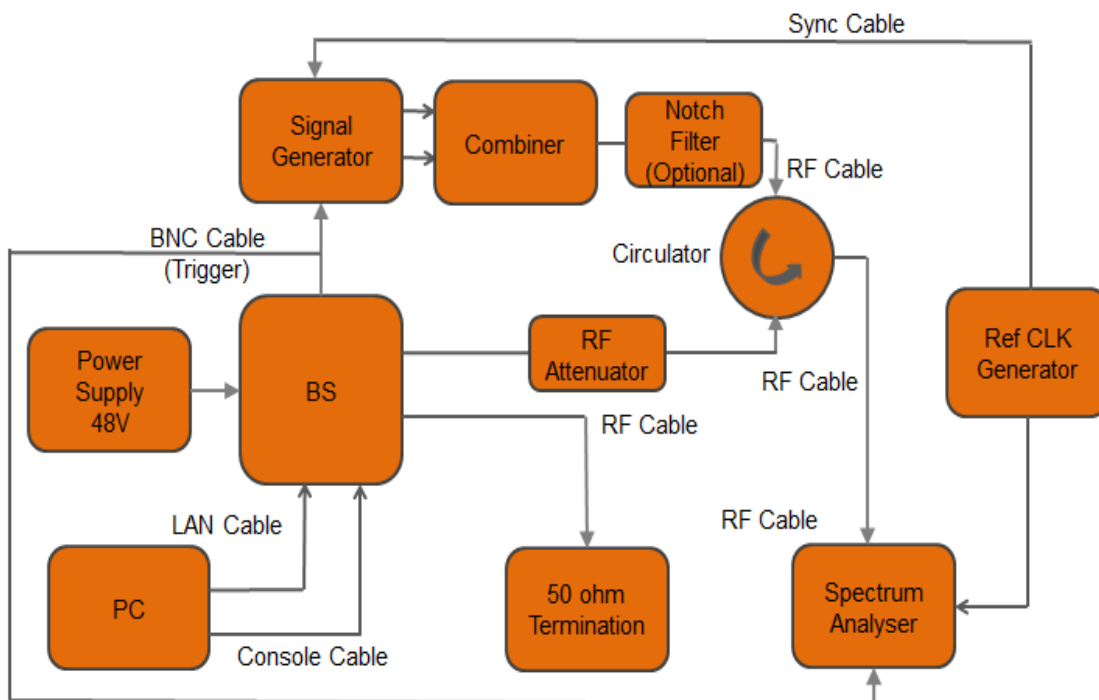 Sync Cable
Signal
Generator
Combiner
Notch
Filter
(Optional)
RF Cable
BNC Cable
(Trigger)
Circulator
Power
Supply
48V
BS
RF
Attenuator
RF Cable
Ref CLK
Generator
RF Cable
LAN Cable
RF Cable
PC
Console Cable
50 ohm
Termination
Spectrum
Analyser